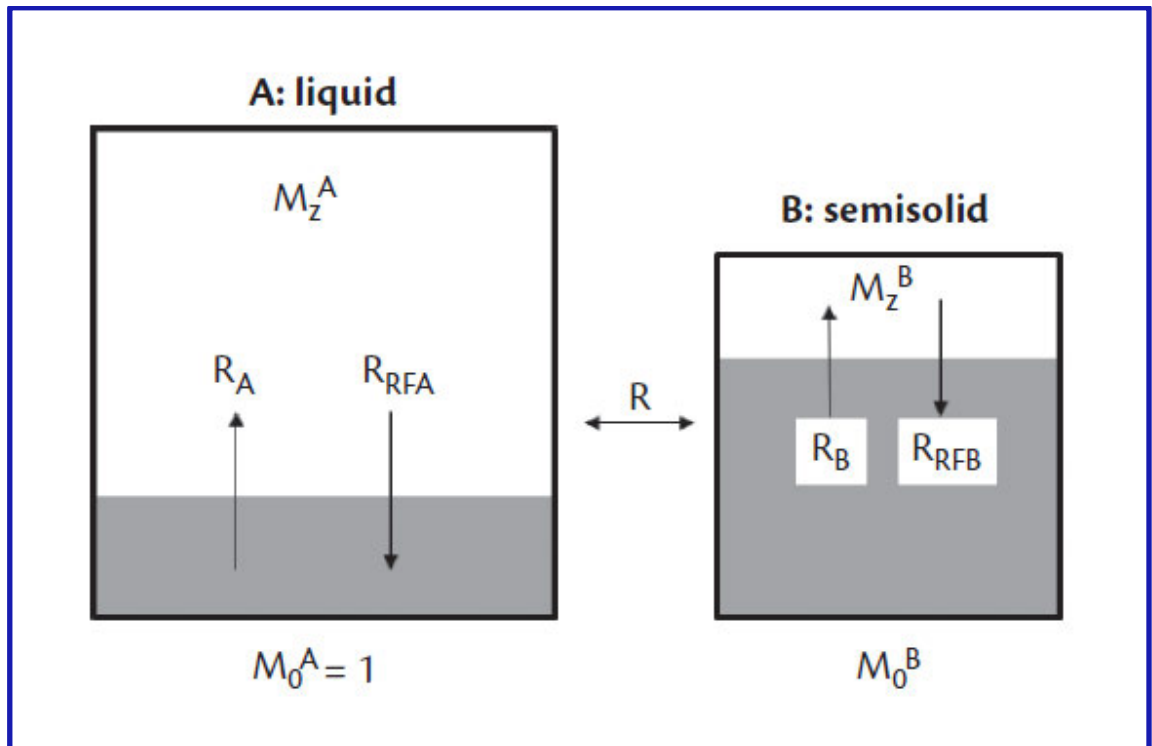 A: liquid
M_z^A
B: semisolid
M_z^B
R_A
R_RFA
R
R_B
R_RFB
M_0^A = 1
M_0^B